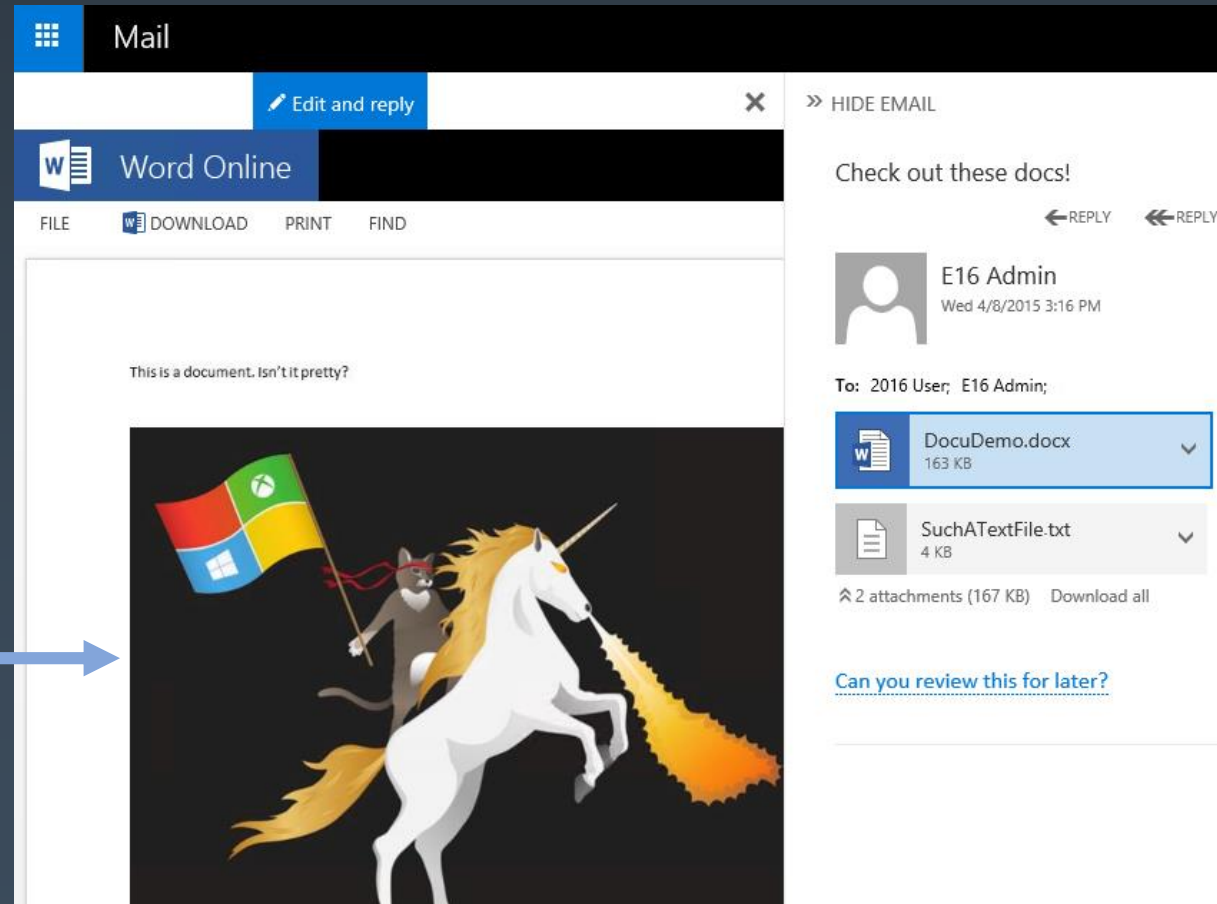 Mail
Edit and reply
W Word Online
FILE W DOWNLOAD PRINT FIND
This is a document. Isn't it pretty?
HIDE EMAIL
Check out these docs!
REPLY REPLY
E16 Admin
Wed 4/8/2015 3:16 PM
To: 2016 User; E16 Admin;
W DocuDemo.docx
163 KB
SuchATextFile.txt
4 KB
2 attachments (167 KB) Download all
Can you review this for later?